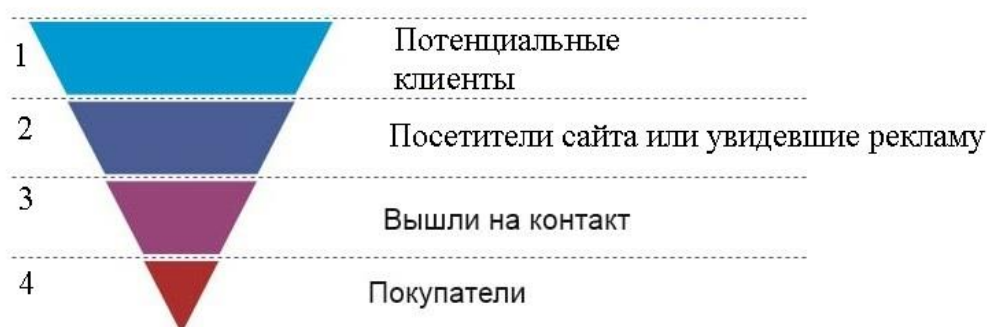 1
Потенциальные
клиенты
2
Посетители сайта или увидевшие рекламу
3
Вышли на контакт
4
Покупатели